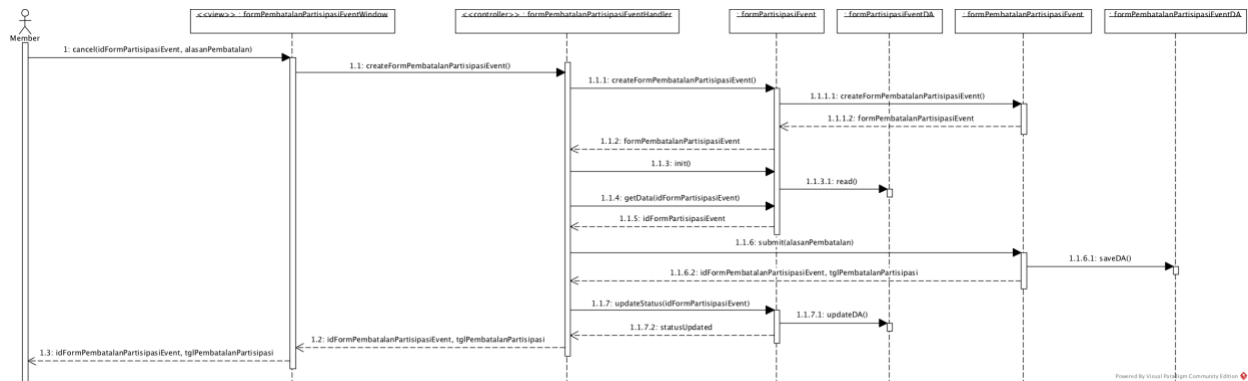 <<view>> : formPembatalanPartisipasiEventWindow
<<controller>> : formPembatalanPartisipasiEventHandler
: formPartisipasiEvent
: formPartisipasiEventDA
: formPembatalanPartisipasiEvent
: formPembatalanPartisipasiEventDA
Member
1: cancel(idFormPartisipasiEvent, alasanPembatalan)
1.1: createFormPembatalanPartisipasiEvent()
1.1.1: createFormPembatalanPartisipasiEvent()
1.1.1.1: createFormPembatalanPartisipasiEvent()
1.1.1.2: formPembatalanPartisipasiEvent
1.1.2: formPembatalanPartisipasiEvent
1.1.3: init()
1.1.3.1: read()
1.1.4: getData(idFormPartisipasiEvent)
1.1.5: idFormPartisipasiEvent
1.1.6: submit(alasanPembatalan)
1.1.6.1: saveDA()
1.1.6.2: idFormPembatalanPartisipasiEvent, tglPembatalanPartisipasi
1.1.7: updateStatus(idFormPartisipasiEvent)
1.1.7.1: updateDA()
1.1.7.2: statusUpdated
1.2: idFormPembatalanPartisipasiEvent, tglPembatalanPartisipasi
1.3: idFormPembatalanPartisipasiEvent, tglPembatalanPartisipasi
Powered By Visual Paradigm Community Edition